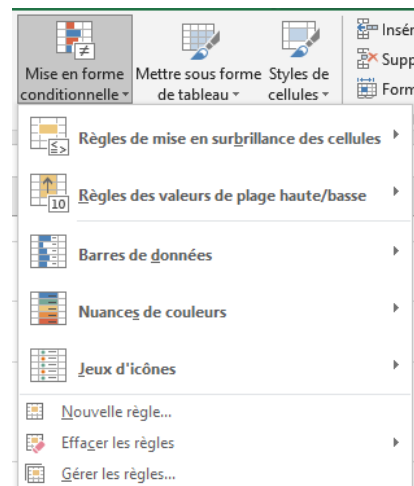 Mise en forme conditionnelle
Mettre sous forme de tableau
Styles de cellules
Insér
Supp
Form
≠
≤>
Règles de mise en surbrillance des cellules
10
Règles des valeurs de plage haute/basse
Barres de données
Nuances de couleurs
Jeux d'icônes
Nouvelle règle...
Effacer les règles
Gérer les règles...